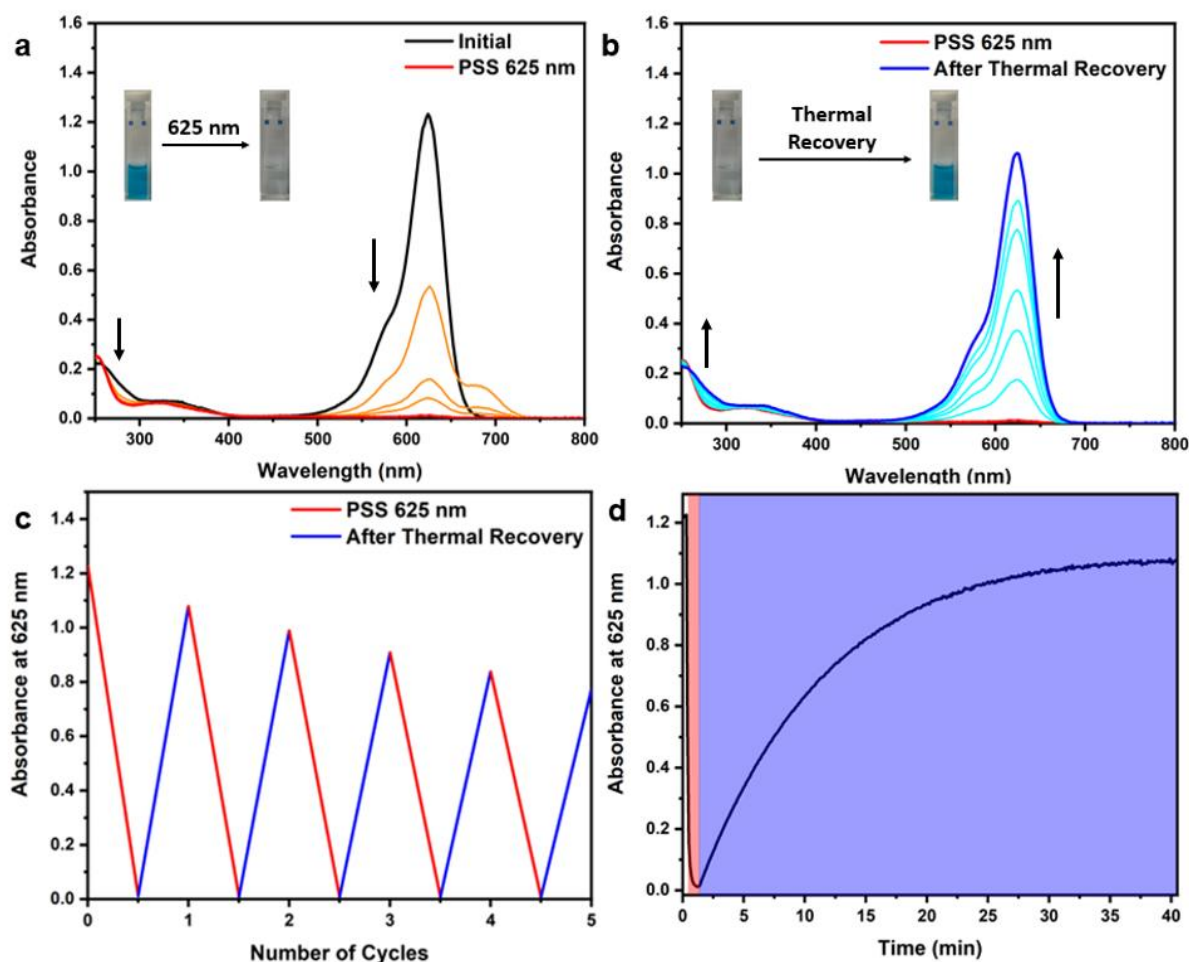 a
Initial
PSS 625 nm
625 nm
Absorbance
1.6
1.4
1.2
1.0
0.8
0.6
0.4
0.2
0.0
300 400 500 600 700 800
Wavelength (nm)
b
PSS 625 nm
After Thermal Recovery
Thermal
Recovery
Absorbance
1.6
1.4
1.2
1.0
0.8
0.6
0.4
0.2
0.0
300 400 500 600 700 800
Wavelength (nm)
c
PSS 625 nm
After Thermal Recovery
Absorbance at 625 nm
1.4
1.2
1.0
0.8
0.6
0.4
0.2
0.0
0 1 2 3 4 5
Number of Cycles
d
Absorbance at 625 nm
1.2
1.0
0.8
0.6
0.4
0.2
0.0
0 5 10 15 20 25 30 35 40
Time (min)